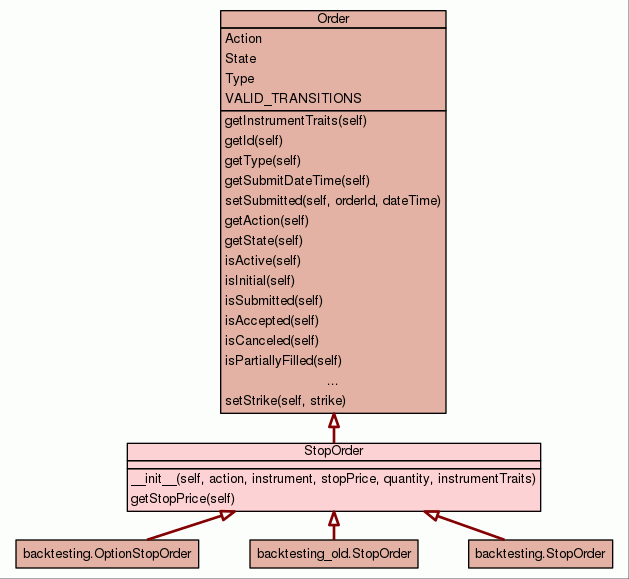 Order
Action
State
Type
VALID_TRANSITIONS
getInstrumentTraits(self)
getId(self)
getType(self)
getSubmitDateTime(self)
setSubmitted(self, orderId, dateTime)
getAction(self)
getState(self)
isActive(self)
isInitial(self)
isSubmitted(self)
isAccepted(self)
isCanceled(self)
isPartiallyFilled(self)
...
setStrike(self, strike)
StopOrder
__init__(self, action, instrument, stopPrice, quantity, instrumentTraits)
getStopPrice(self)
backtesting.OptionStopOrder
backtesting_old.StopOrder
backtesting.StopOrder